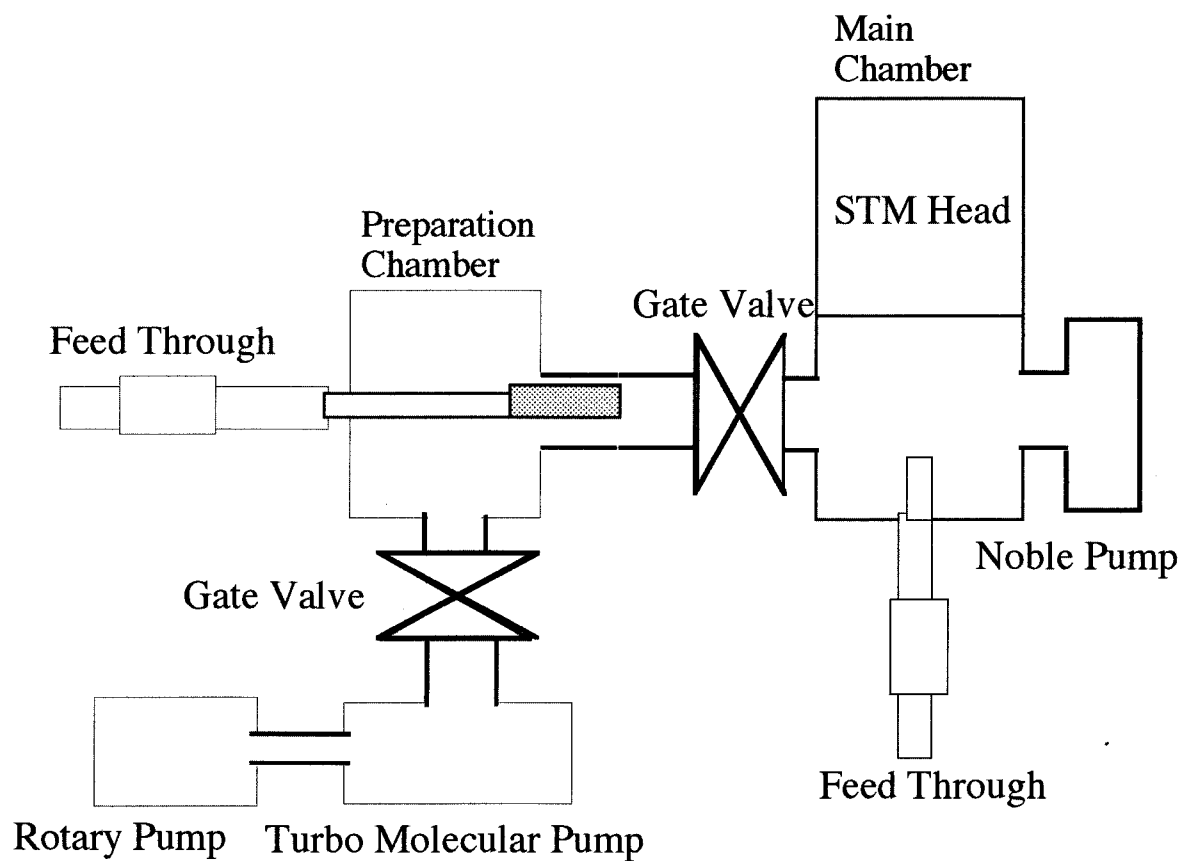 Main
Chamber
STM Head
Preparation
Chamber
Gate Valve
Feed Through
Noble Pump
Gate Valve
Feed Through
Rotary Pump
Turbo Molecular Pump